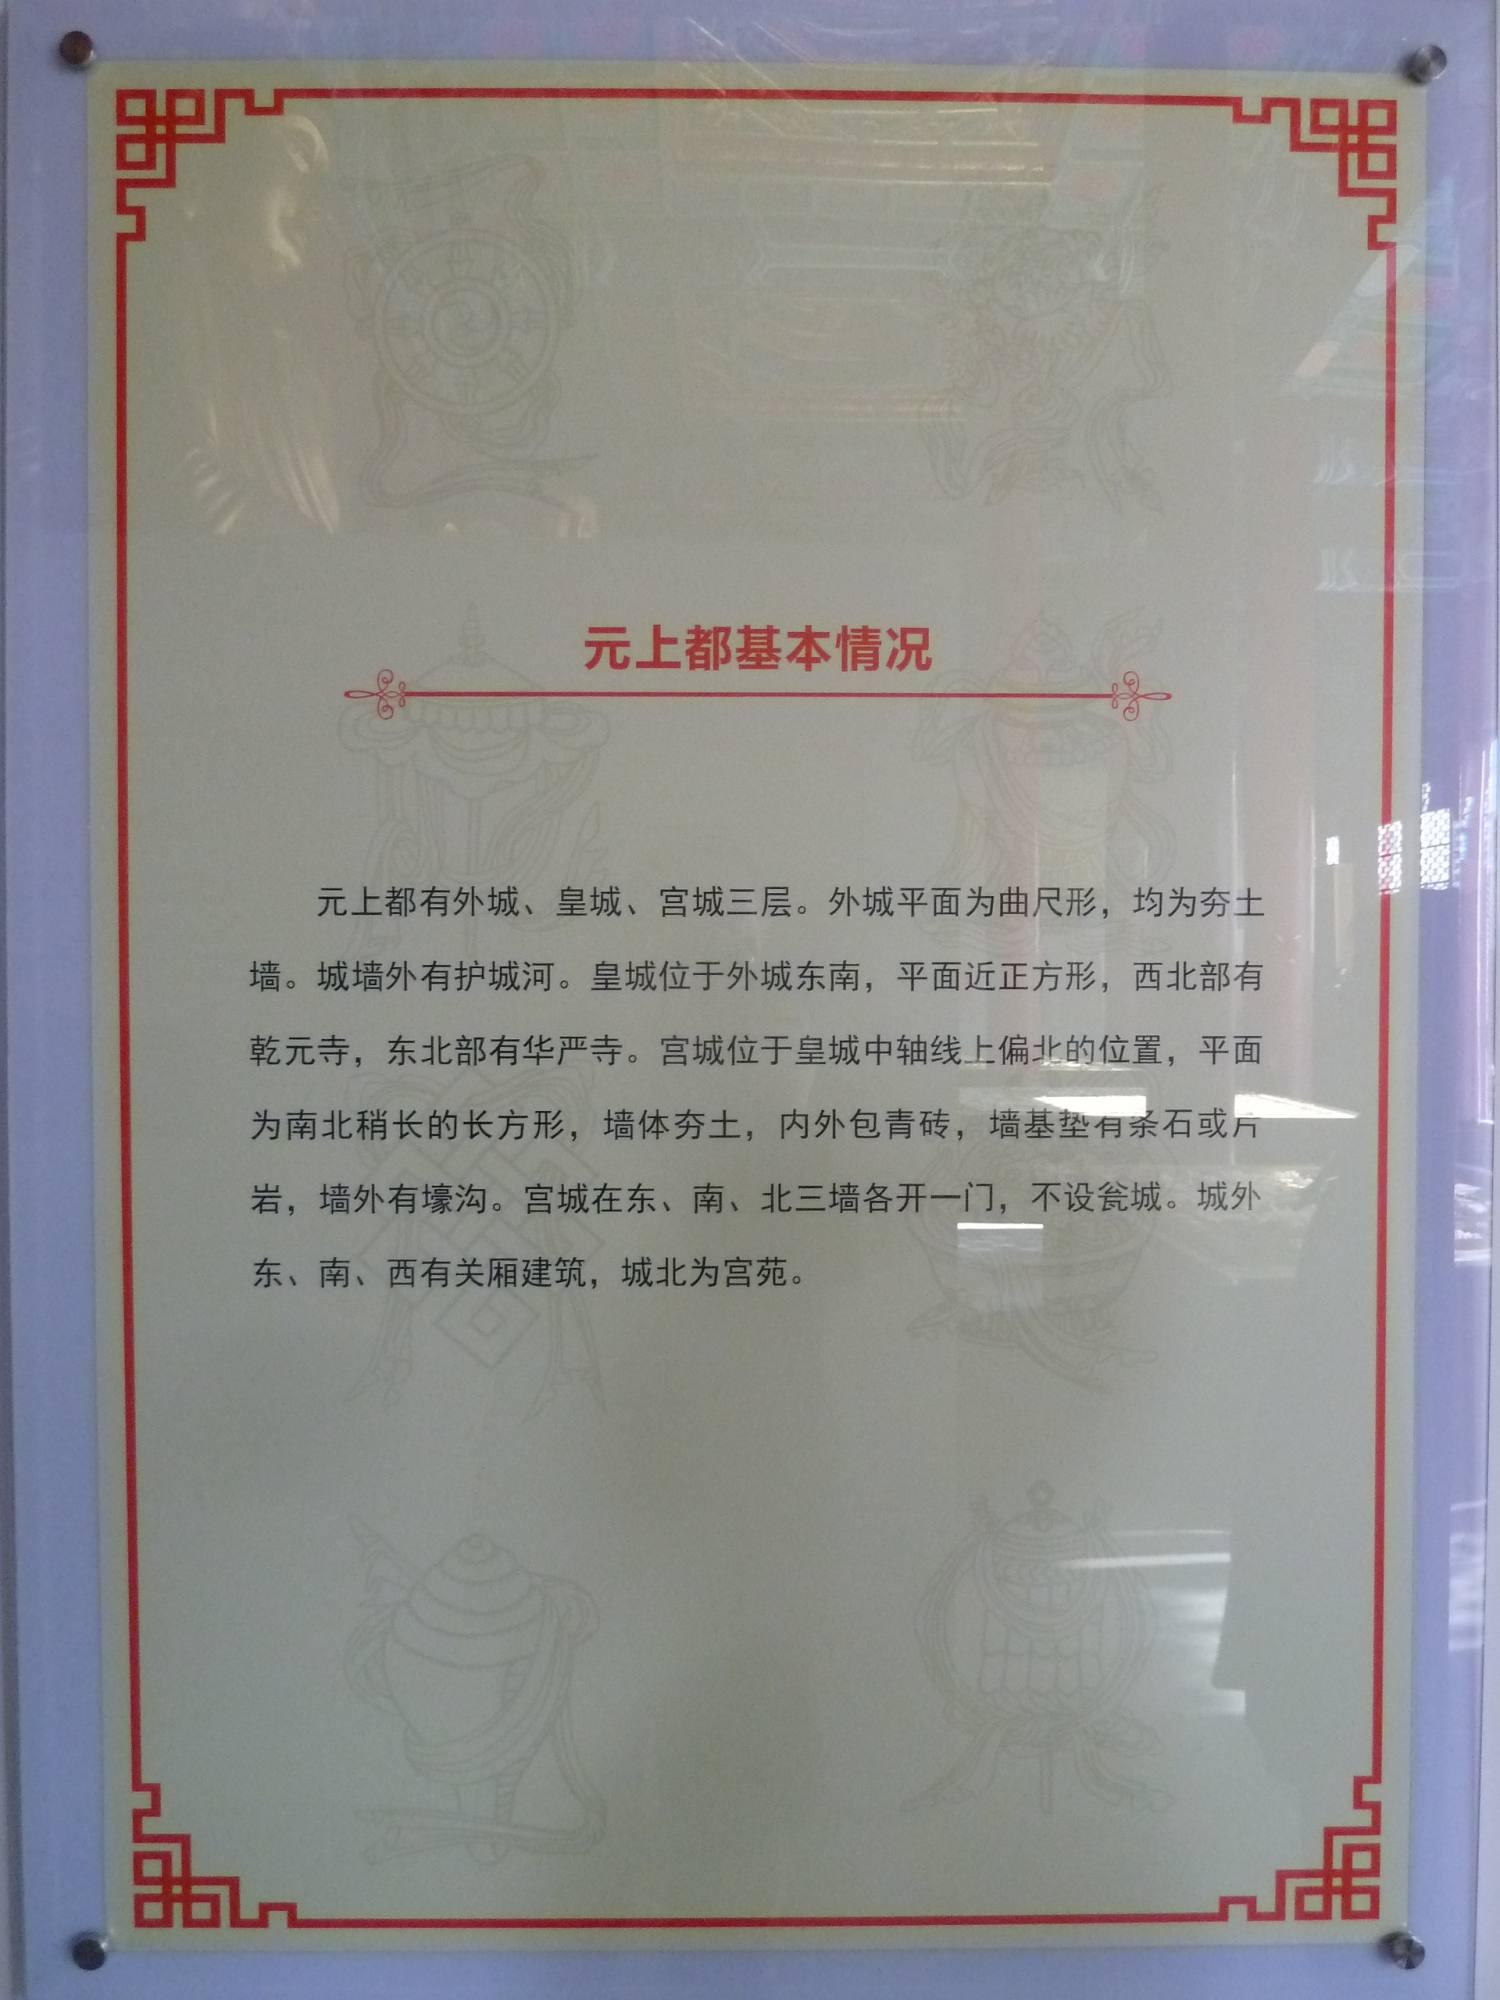 元上都基本情况
元上都有外城、皇城、宫城三层。外城平面为曲尺形，均为夯土
墙。城墙外有护城河。皇城位于外城东南，平面近正方形，西北部有
乾元寺，东北部有华严寺。宫城位于皇城中轴线上偏北的位置，平面
为南北稍长的长方形，墙体夯土，内外包青砖，墙基垫有条石或片
岩，墙外有壕沟。宫城在东、南、北三墙各开一门，不设瓮城。城外
东、南、西有关厢建筑，城北为宫苑。